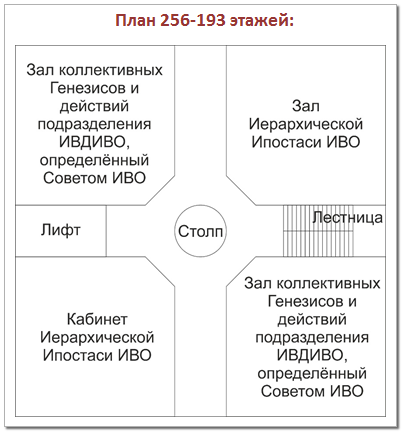 План 256-193 этажей:
Зал коллективных
Генезисов и
действий
подразделения
ИВДИВО,
определённый
Советом ИВО
Зал
Иерархической
Ипостаси ИВО
Лифт
Столп
Лестница
Кабинет
Иерархической
Ипостаси ИВО
Зал коллективных
Генезисов и
действий
подразделения
ИВДИВО,
определённый
Советом ИВО